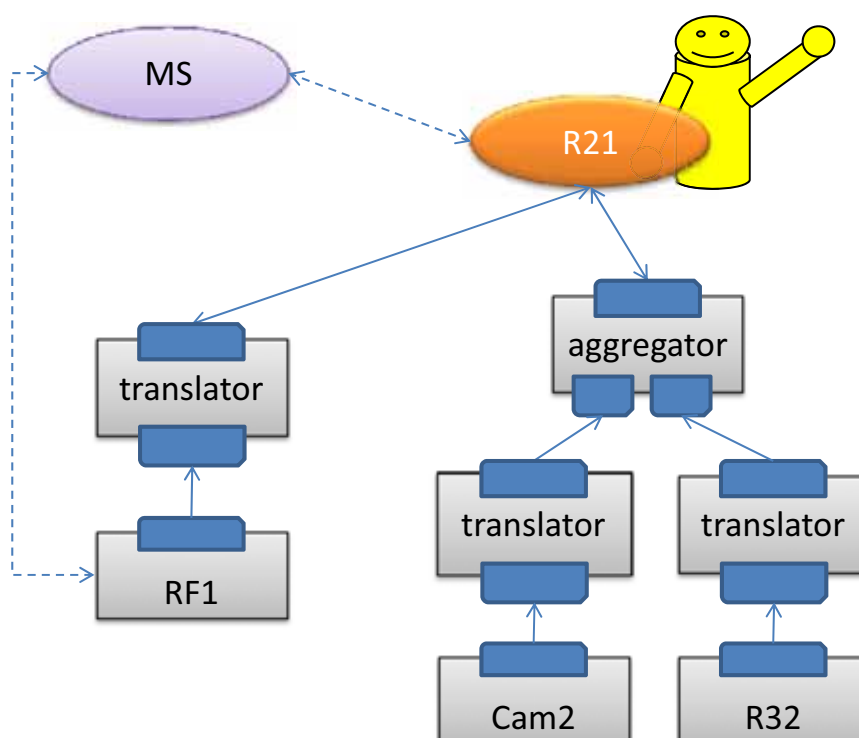 MS
R21
aggregator
translator
translator
translator
RF1
Cam2
R32